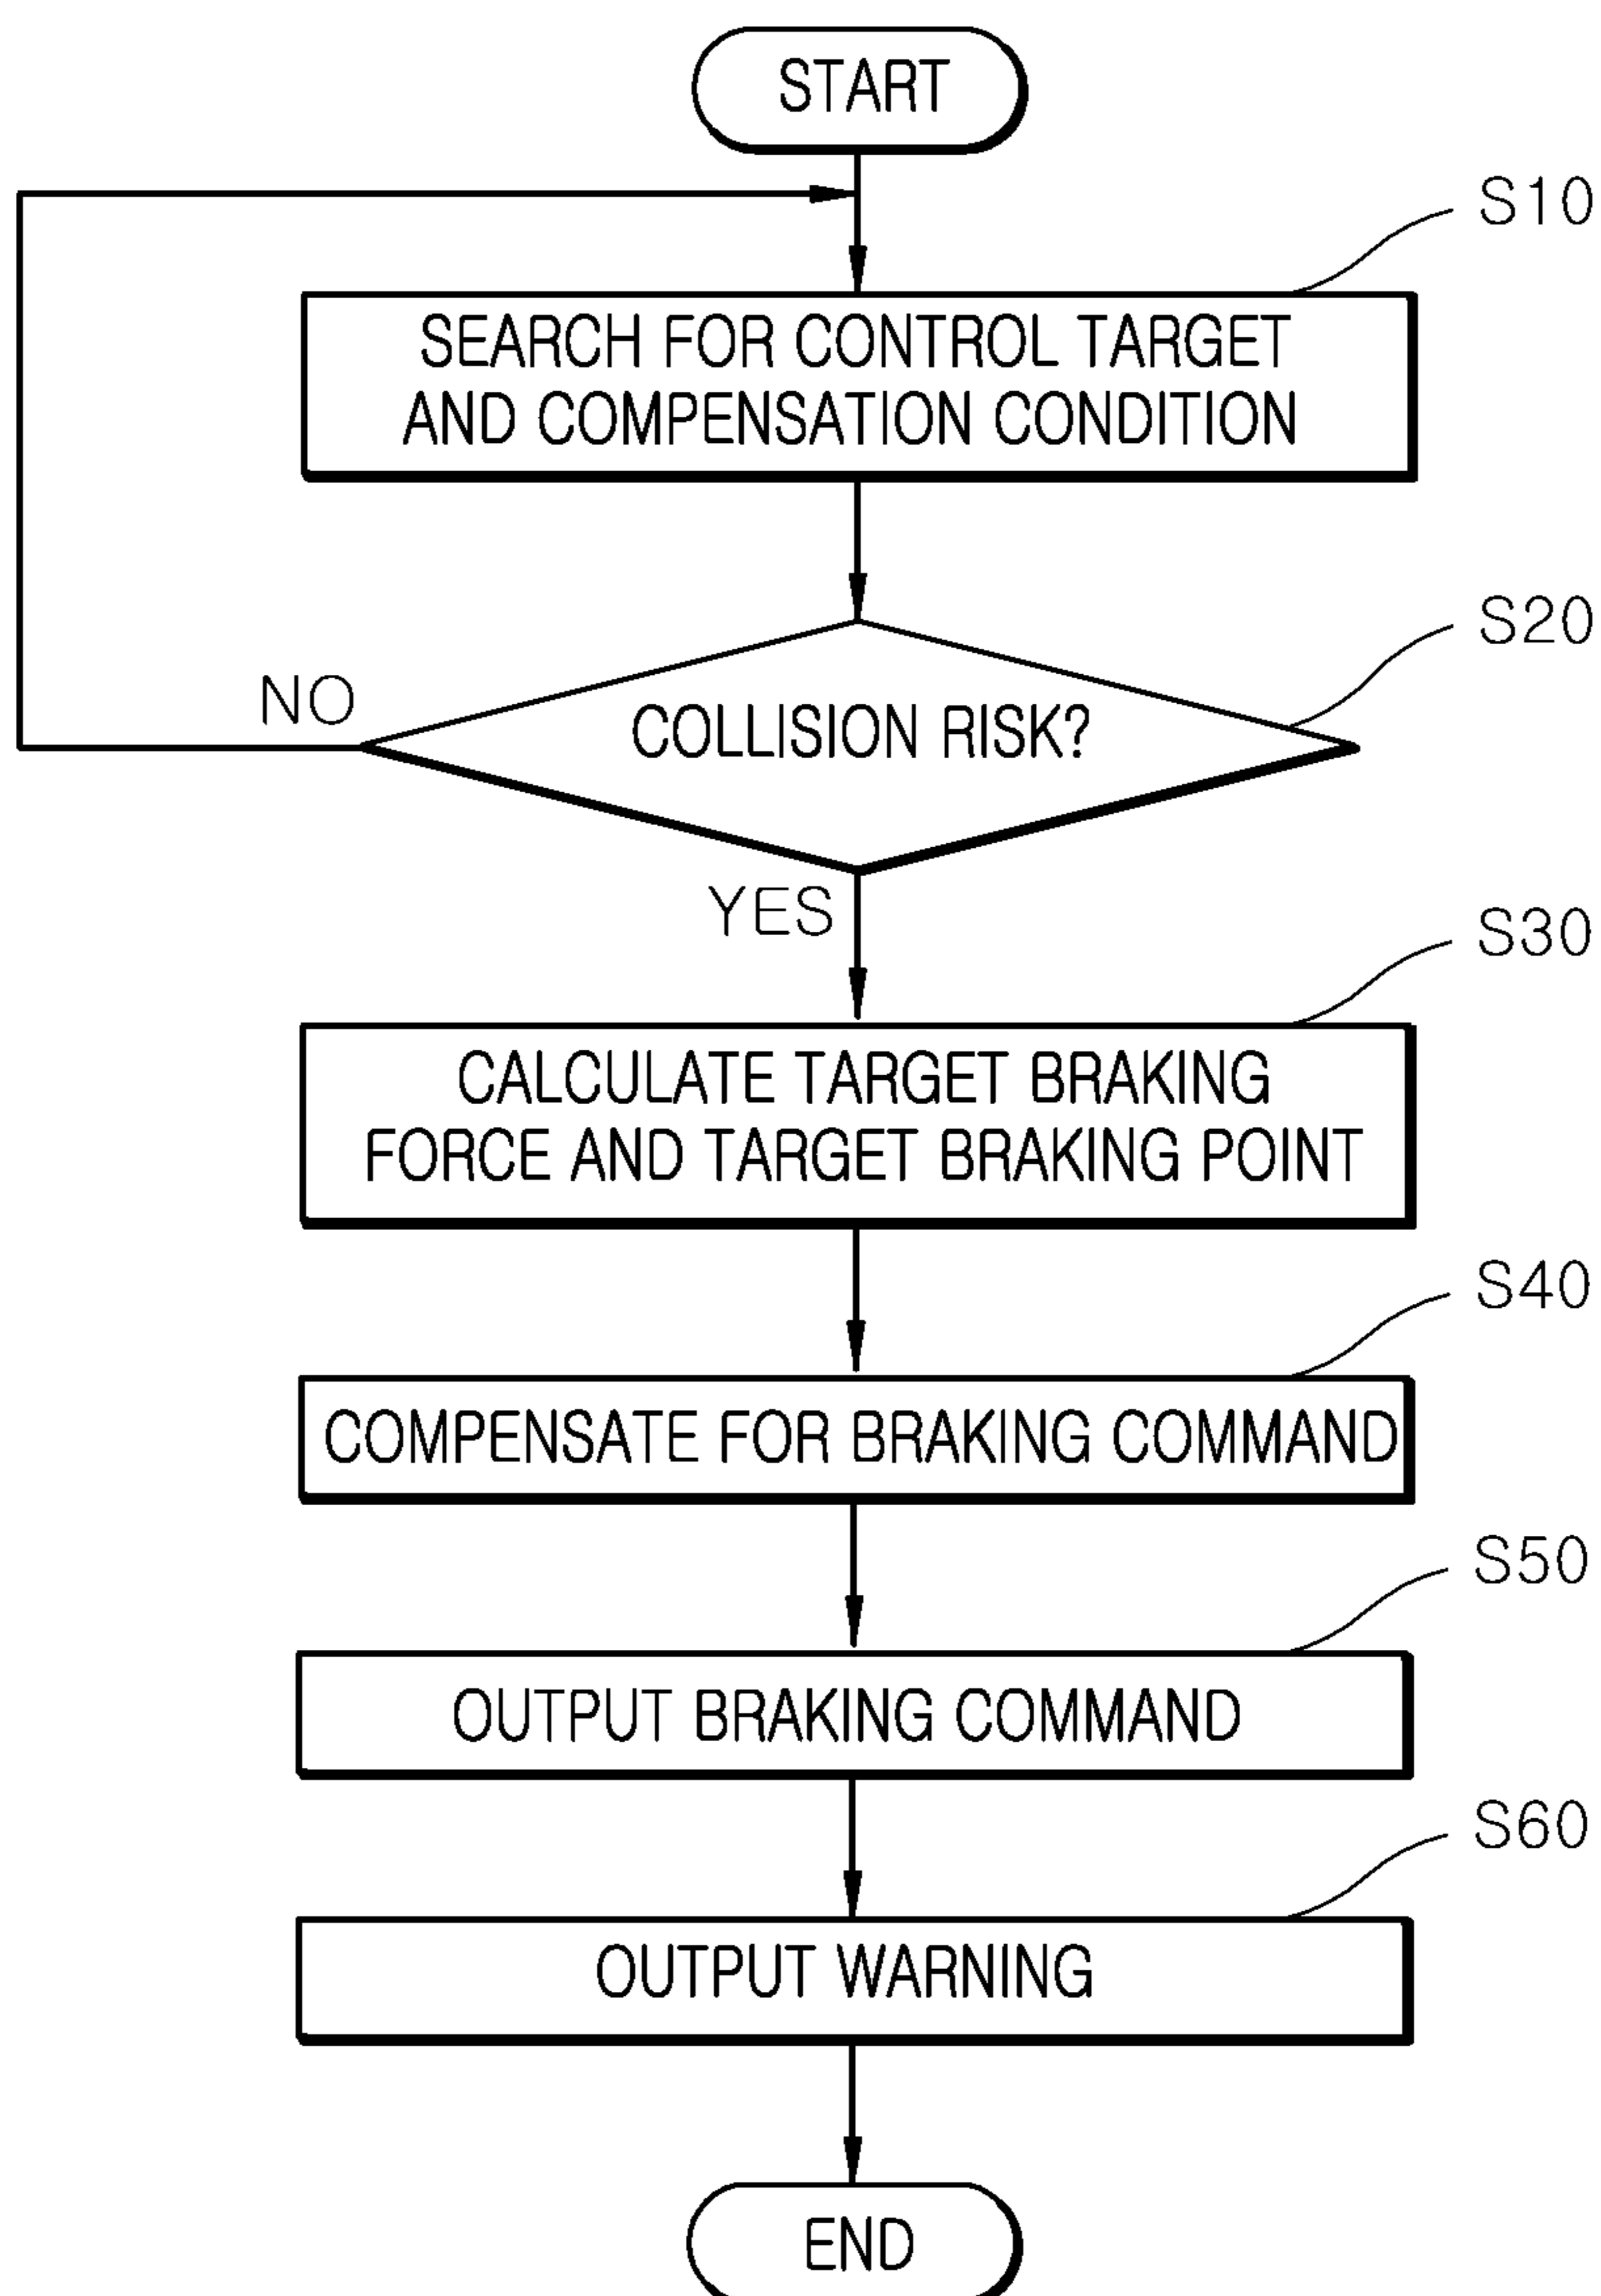 START
S10
SEARCH FOR CONTROL TARGET
AND COMPENSATION CONDITION
S20
NO
COLLISION RISK?
YES
S30
CALCULATE TARGET BRAKING
FORCE AND TARGET BRAKING POINT
S40
COMPENSATE FOR BRAKING COMMAND
S50
OUTPUT BRAKING COMMAND
S60
OUTPUT WARNING
END